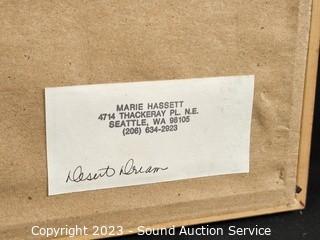 MARIE HASSETT
4714 THACKERAY PL. N.E.
SEATTLE, WA 98105
(206) 634-2923
Desert Dream
Copyright 2023 - Sound Auction Service